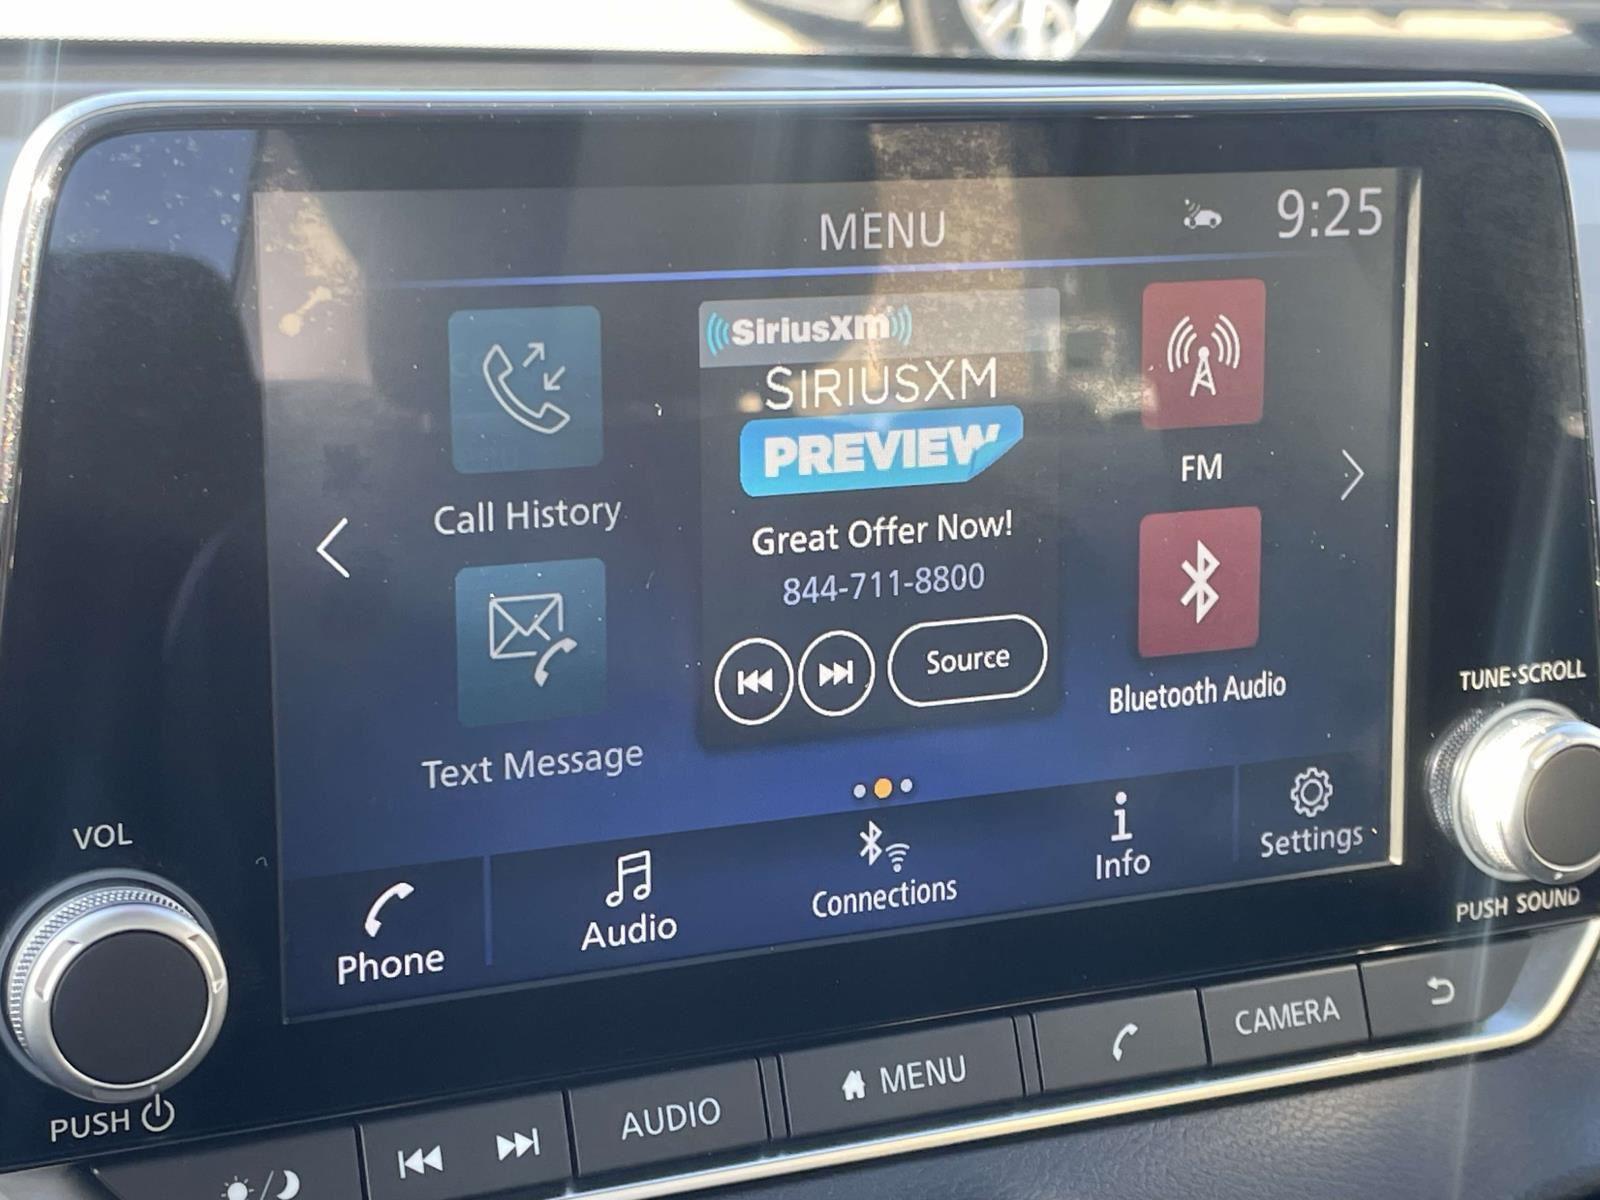 MENU
9:25
SiriusXm
SIRIUSXM
PREVIEW
Great Offer Now!
844-711-8800
Source
Call History
Text Message
FM
Bluetooth Audio
Phone
Audio
Connections
Info
Settings
VOL
PUSH
TUNE·SCROLL
PUSH SOUND
AUDIO
MENU
CAMERA